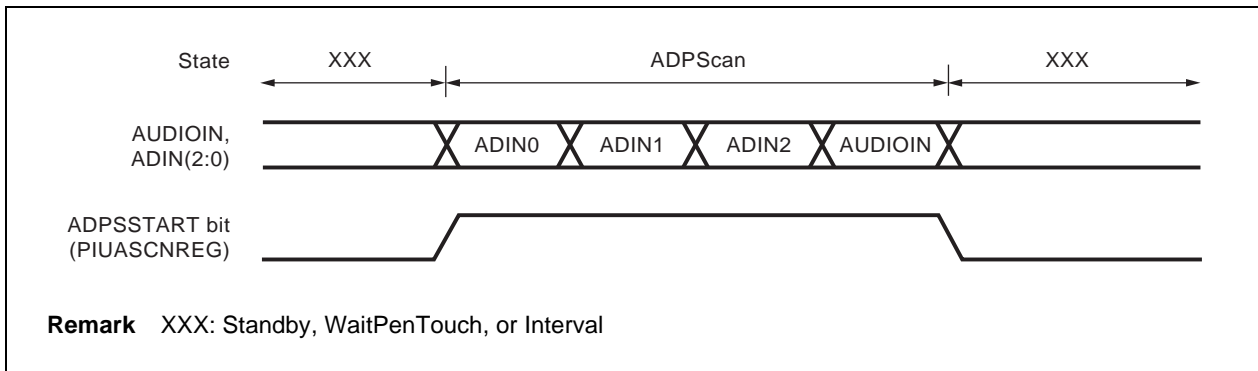 State XXX ADPScan XXX
AUDIOIN,
ADIN(2:0)
ADIN0 ADIN1 ADIN2 AUDIOIN
ADPSSTART bit
(PIUASCNREG)
Remark XXX: Standby, WaitPenTouch, or Interval